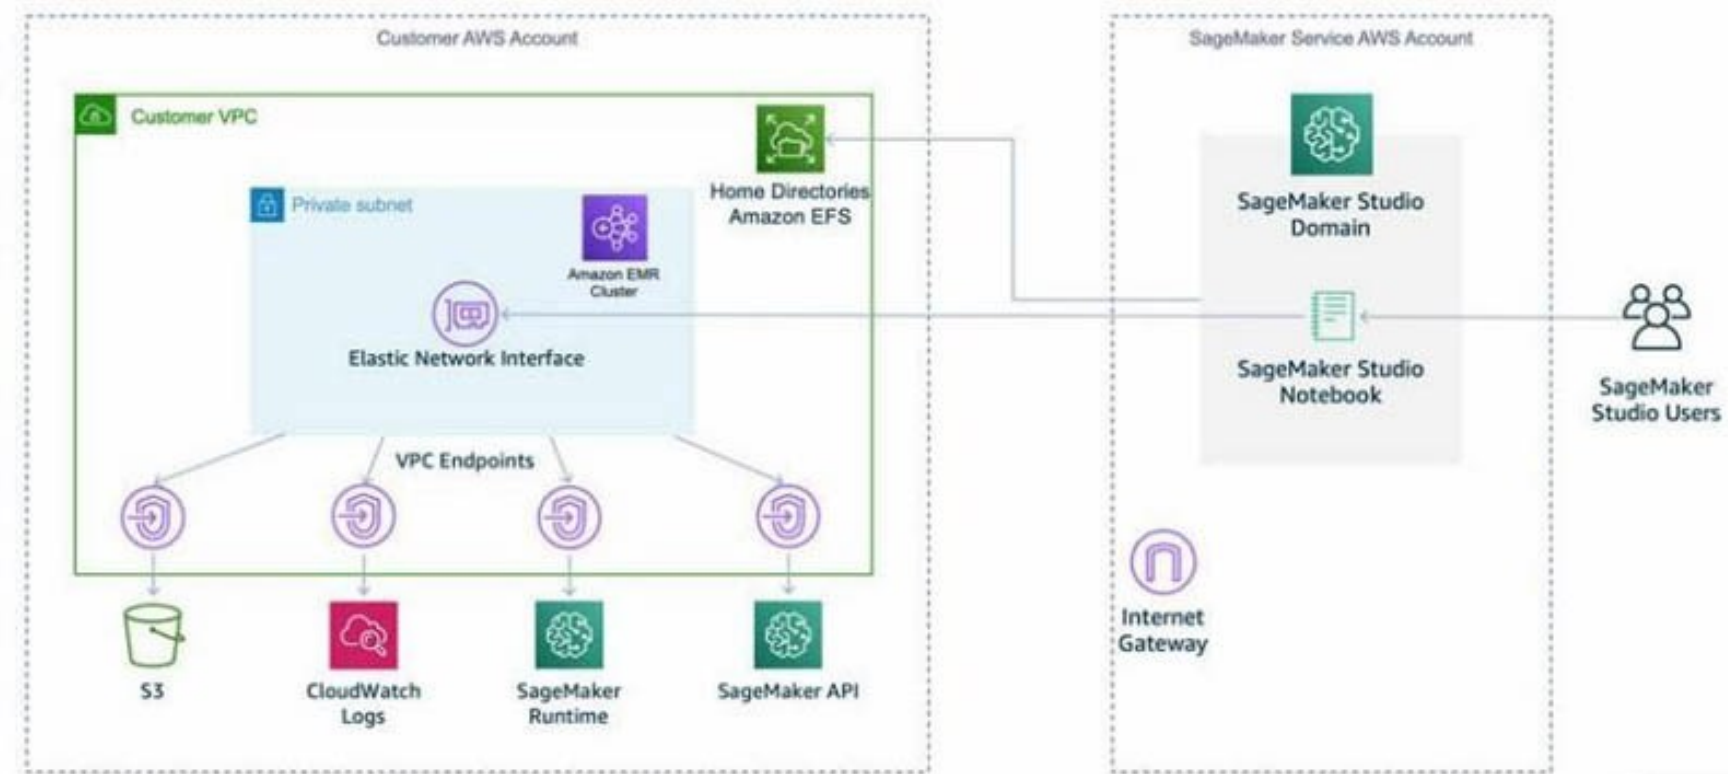 Customer AWS Account
SageMaker Service AWS Account
Customer VPC
Home Directories
Amazon EFS
Private subnet
Amazon EMR
Cluster
Elastic Network Interface
VPC Endpoints
S3
CloudWatch
Logs
SageMaker
Runtime
SageMaker API
SageMaker Studio
Domain
SageMaker Studio
Notebook
Internet
Gateway
SageMaker
Studio Users